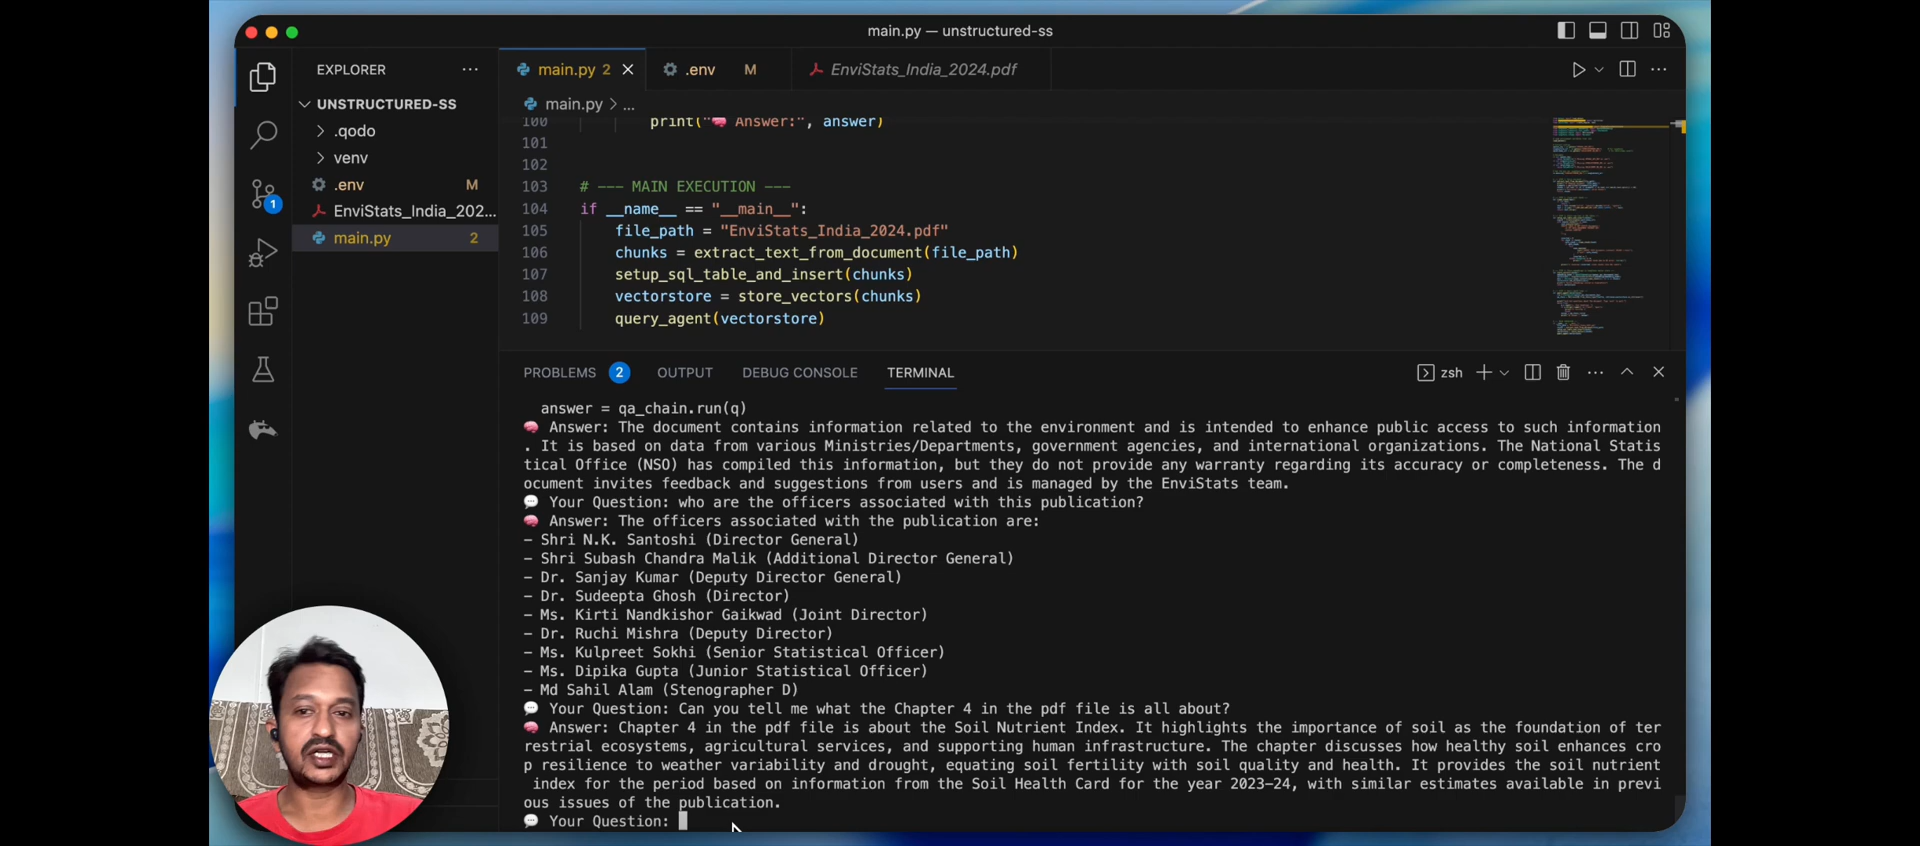 main.py — unstructured-ss
EXPLORER
main.py 2
.env M
EnviStats_India_2024.pdf
UNSTRUCTURED-SS
.qodo
venv
.env M
EnviStats_India_202...
main.py 2
1
main.py > ...
100 print("🧠 Answer:", answer)
101
102
103 # --- MAIN EXECUTION ---
104 if __name__ == "__main__":
105 file_path = "EnviStats_India_2024.pdf"
106 chunks = extract_text_from_document(file_path)
107 setup_sql_table_and_insert(chunks)
108 vectorstore = store_vectors(chunks)
109 query_agent(vectorstore)
PROBLEMS 2 OUTPUT DEBUG CONSOLE TERMINAL zsh
answer = qa_chain.run(q)
🧠 Answer: The document contains information related to the environment and is intended to enhance public access to such information
. It is based on data from various Ministries/Departments, government agencies, and international organizations. The National Statis
tical Office (NSO) has compiled this information, but they do not provide any warranty regarding its accuracy or completeness. The d
ocument invites feedback and suggestions from users and is managed by the EnviStats team.
💬 Your Question: who are the officers associated with this publication?
🧠 Answer: The officers associated with the publication are:
- Shri N.K. Santoshi (Director General)
- Shri Subash Chandra Malik (Additional Director General)
- Dr. Sanjay Kumar (Deputy Director General)
- Dr. Sudeepta Ghosh (Director)
- Ms. Kirti Nandkishor Gaikwad (Joint Director)
- Dr. Ruchi Mishra (Deputy Director)
- Ms. Kulpreet Sokhi (Senior Statistical Officer)
- Ms. Dipika Gupta (Junior Statistical Officer)
- Md Sahil Alam (Stenographer D)
💬 Your Question: Can you tell me what the Chapter 4 in the pdf file is all about?
🧠 Answer: Chapter 4 in the pdf file is about the Soil Nutrient Index. It highlights the importance of soil as the foundation of ter
restrial ecosystems, agricultural services, and supporting human infrastructure. The chapter discusses how healthy soil enhances cro
p resilience to weather variability and drought, equating soil fertility with soil quality and health. It provides the soil nutrient
index for the period based on information from the Soil Health Card for the year 2023-24, with similar estimates available in previ
ous issues of the publication.
💬 Your Question: